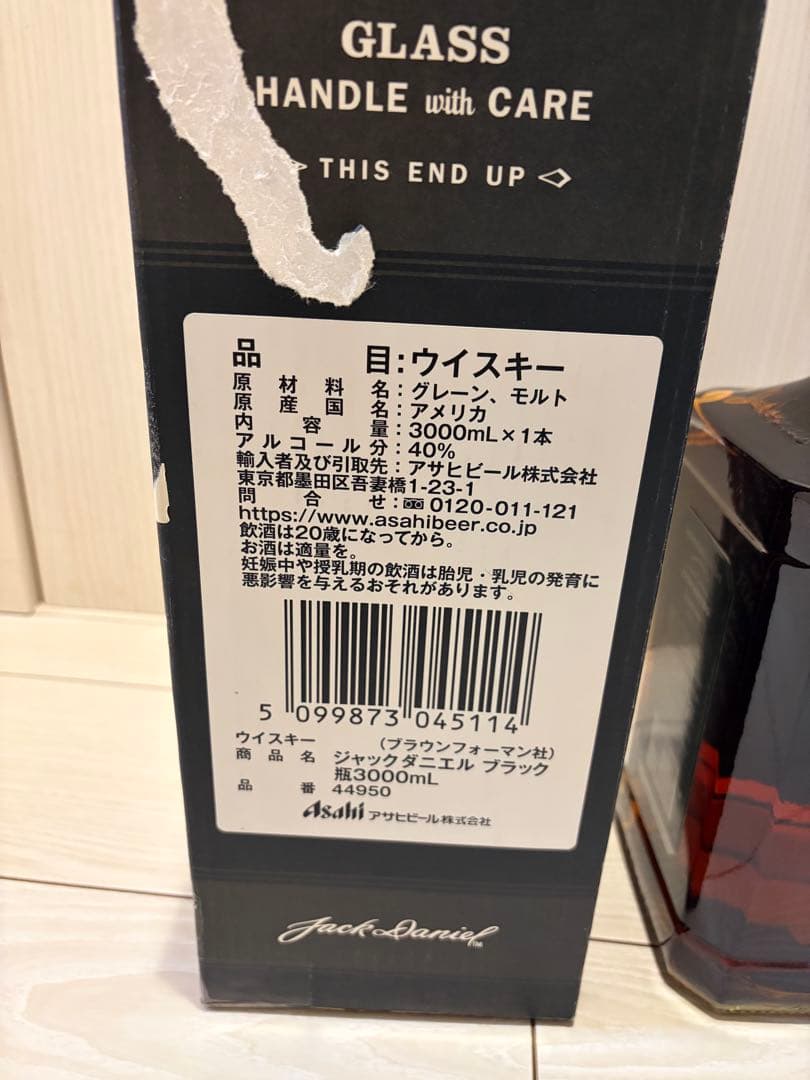 GLASS
HANDLE with CARE
THIS END UP
品 目:ウイスキー
原材料名:グレーン、モルト
原産国名:アメリカ
内容量:3000mL×1本
アルコール分:40%
輸入者及び引取先:アサヒビール株式会社
東京都墨田区吾妻橋1-23-1
問合せ:0120-011-121
https://www.asahibeer.co.jp
飲酒は20歳になってから。
お酒は適量を。
妊娠中や授乳期の飲酒は胎児・乳児の発育に
悪影響を与えるおそれがあります。
5 099873 045114
ウイスキー (ブラウンフォーマン社)
商品名 ジャックダニエル ブラック
瓶3000mL
品番 44950
Asahi アサヒビール株式会社
Jack Daniel TM